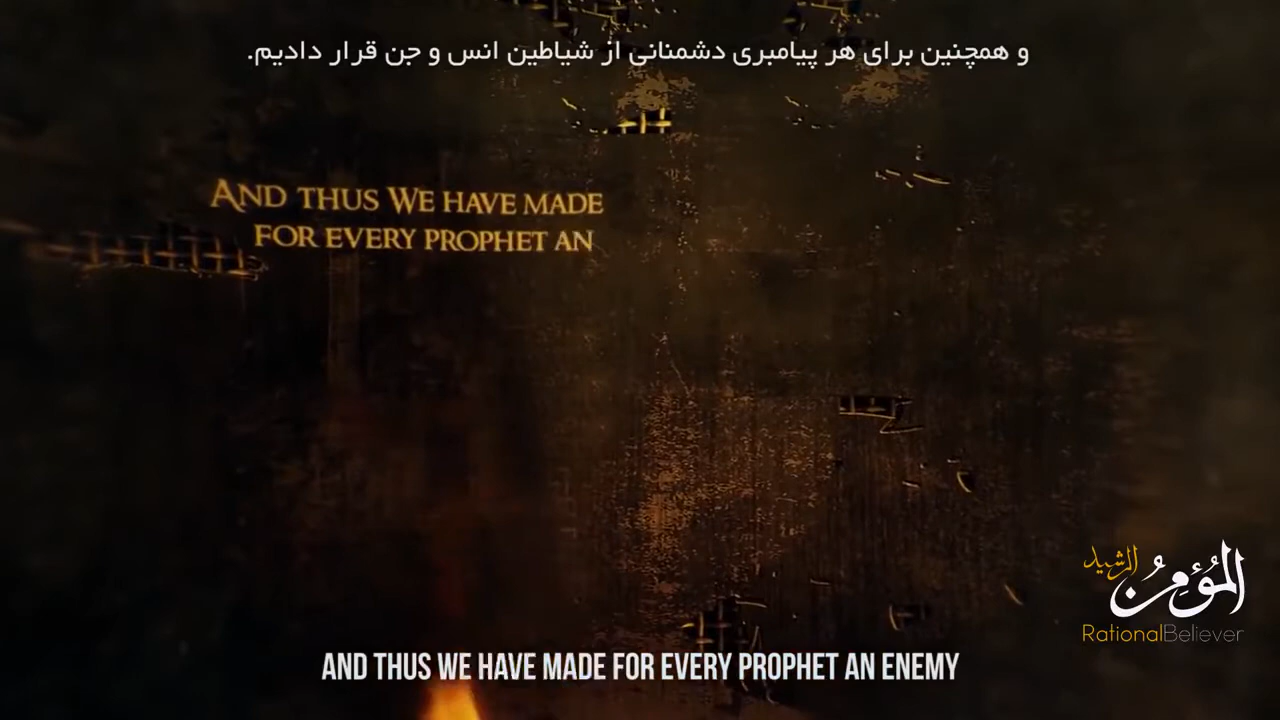 و همچنین برای هر پیامبری دشمنانی از شیاطین انس و جن قرار دادیم.
AND THUS WE HAVE MADE
FOR EVERY PROPHET AN
المؤمن الرشيد
RationalBeliever
AND THUS WE HAVE MADE FOR EVERY PROPHET AN ENEMY